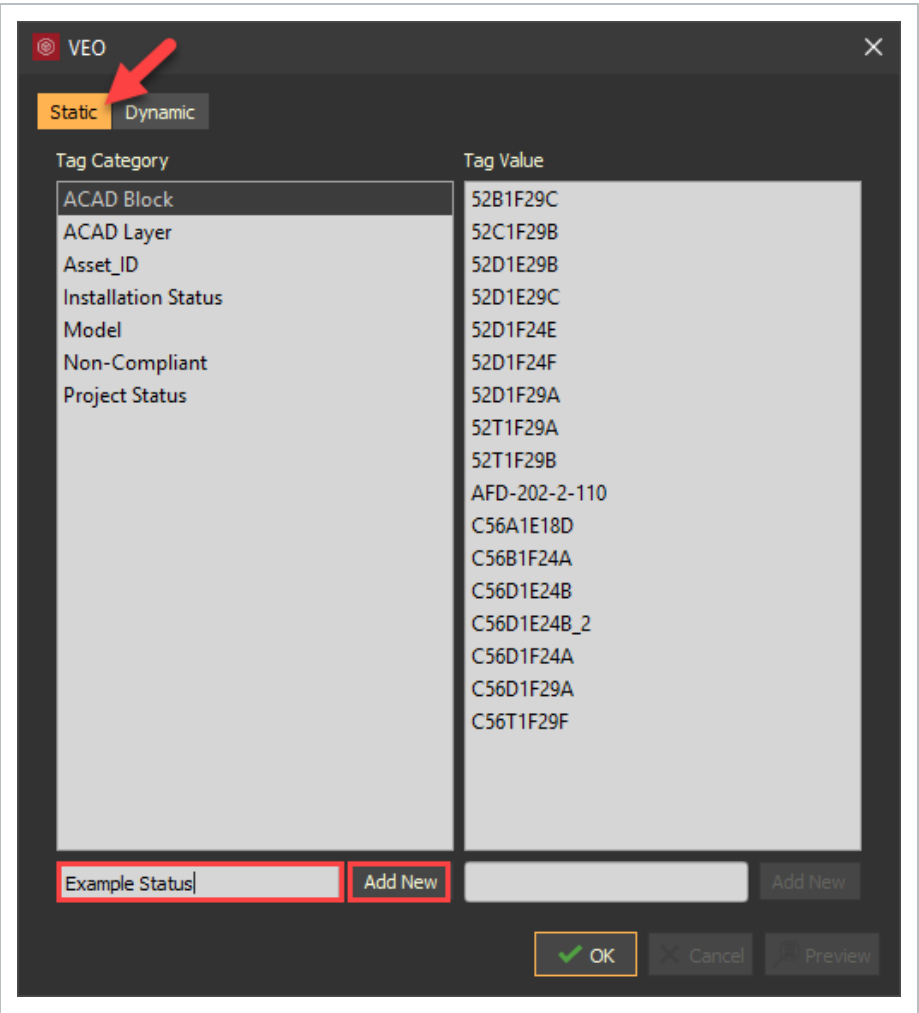 VEO
Static Dynamic
Tag Category
ACAD Block
ACAD Layer
Asset_ID
Installation Status
Model
Non-Compliant
Project Status
Example Status Add New
Tag Value
52B1F29C
52C1F29B
52D1E29B
52D1E29C
52D1F24E
52D1F24F
52D1F29A
52T1F29A
52T1F29B
AFD-202-2-110
C56A1E18D
C56B1F24A
C56D1E24B
C56D1E24B_2
C56D1F24A
C56D1F29A
C56T1F29F
Add New
OK Cancel Preview